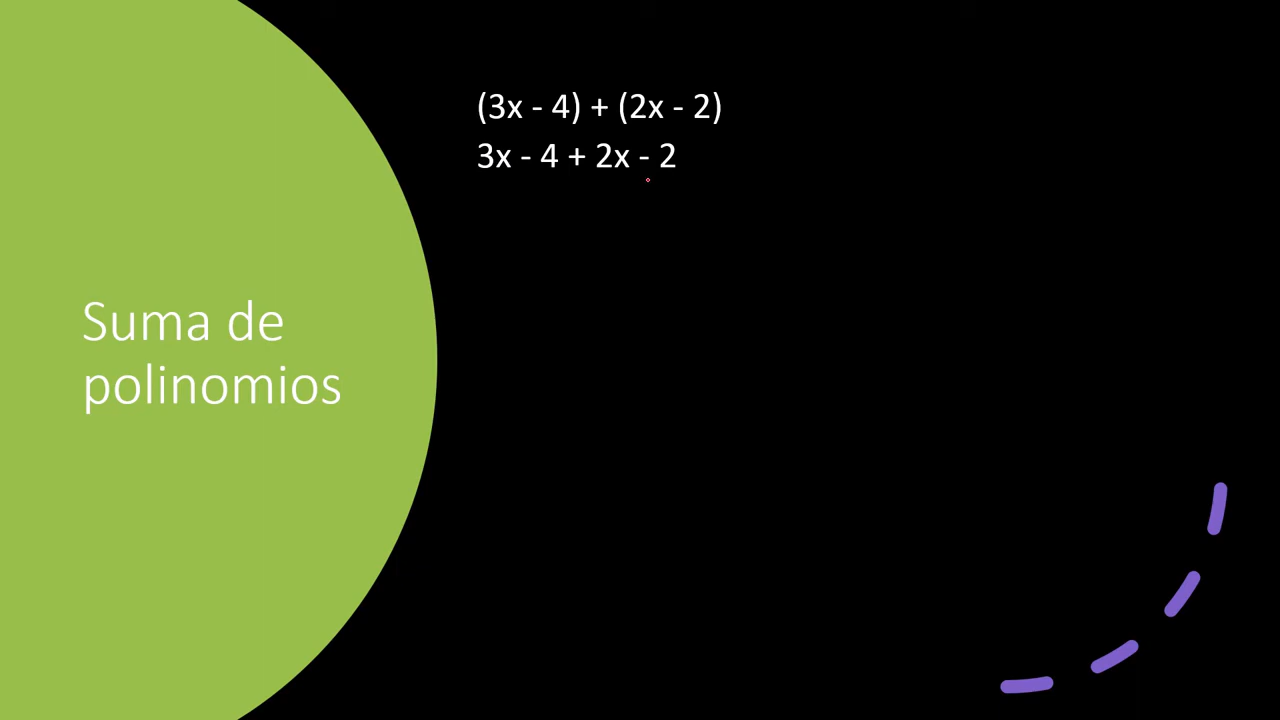 Suma de
polinomios
(3x - 4) + (2x - 2)
3x - 4 + 2x - 2